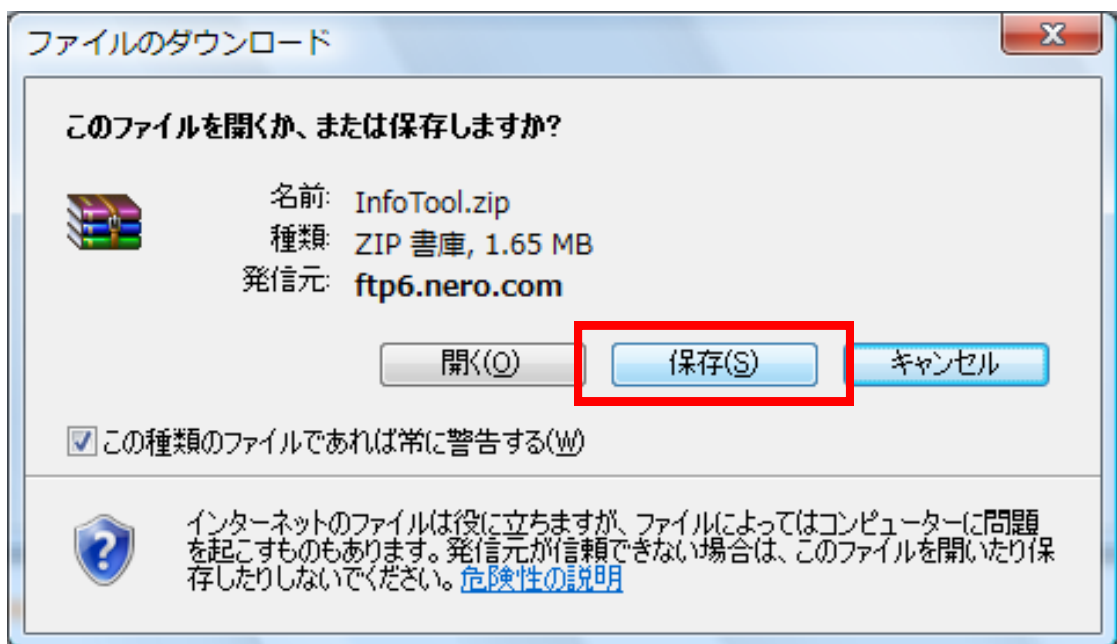 ファイルのダウンロード
このファイルを開くか、または保存しますか?
名前: InfoTool.zip
種類: ZIP 書庫, 1.65 MB
発信元: ftp6.nero.com
開く(O) 保存(S) キャンセル
この種類のファイルであれば常に警告する(W)
インターネットのファイルは役に立ちますが、ファイルによってはコンピューターに問題
を起こすものもあります。発信元が信頼できない場合は、このファイルを開いたり保
存したりしないでください。危険性の説明